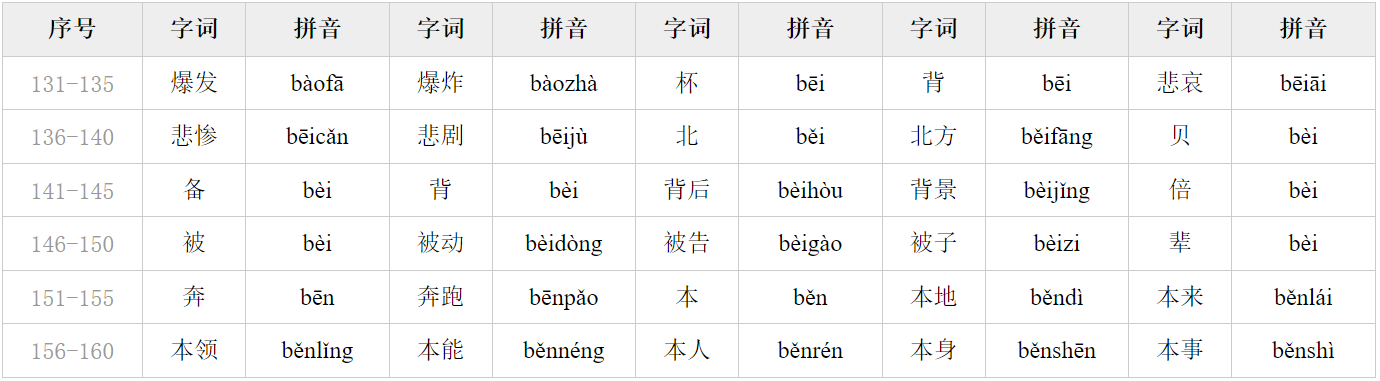 序号 字词 拼音 字词 拼音 字词 拼音 字词 拼音 字词 拼音
131-135 爆发 bàofā 爆炸 bàozhà 杯 bēi 背 bēi 悲哀 bēiāi
136-140 悲惨 bēicǎn 悲剧 bēijù 北 běi 北方 běifāng 贝 bèi
141-145 备 bèi 背 bèi 背后 bèihòu 背景 bèijǐng 倍 bèi
146-150 被 bèi 被动 bèidòng 被告 bèigào 被子 bèizi 辈 bèi
151-155 奔 bēn 奔跑 bēnpǎo 本 běn 本地 běndì 本来 běnlái
156-160 本领 běnlǐng 本能 běnnéng 本人 běnrén 本身 běnshēn 本事 běnshì